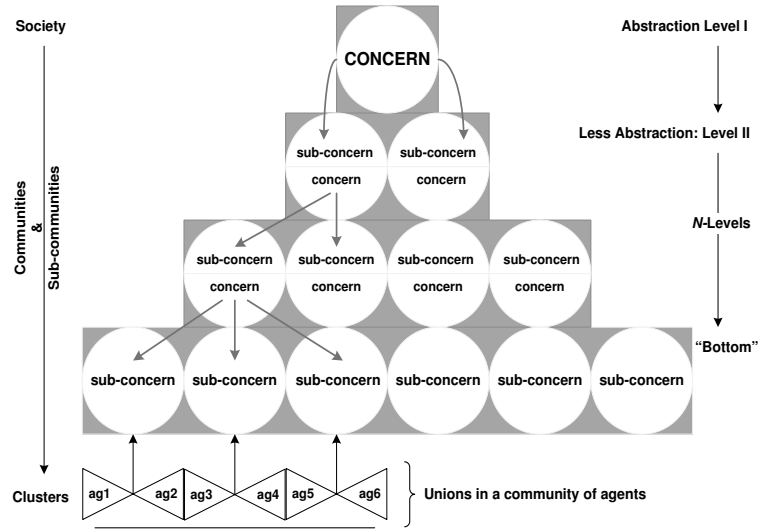 Society
Abstraction Level I
CONCERN
Less Abstraction: Level II
sub-concern sub-concern
concern concern
Communities
&
Sub-communities
N-Levels
sub-concern sub-concern sub-concern sub-concern
concern concern concern concern
“Bottom”
sub-concern sub-concern sub-concern sub-concern sub-concern sub-concern
Clusters
ag1 ag2 ag3 ag4 ag5 ag6
Unions in a community of agents